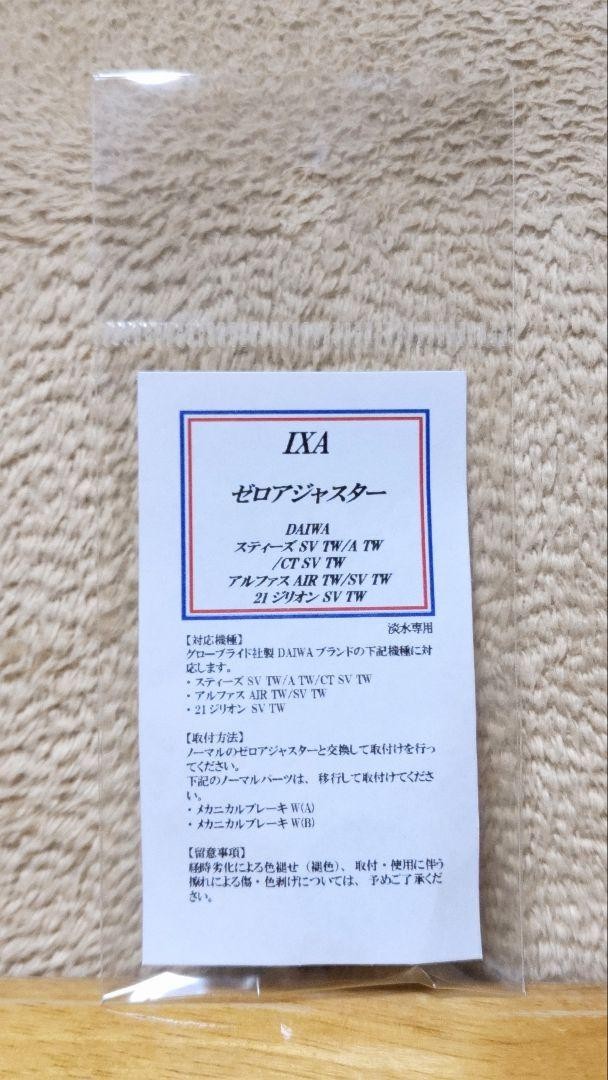 IXA
ゼロアジャスター
DAIWA
スティーズ SV TW/A TW
/CT SV TW
アルファス AIR TW/SV TW
21 ジリオン SV TW
淡水専用
【対応機種】
グローブライド社製 DAIWA ブランドの下記機種に対
応します。
・スティーズ SV TW/A TW/CT SV TW
・アルファス AIR TW/SV TW
・21 ジリオン SV TW
【取付方法】
ノーマルのゼロアジャスターと交換して取付けを行っ
てください。
下記のノーマルパーツは、移行して取付けてくださ
い。
・メカニカルブレーキ W(A)
・メカニカルブレーキ W(B)
【留意事項】
経時劣化による色褪せ（褪色）、取付・使用に伴う
擦れによる傷・色剥げについては、予めご了承くだ
さい。